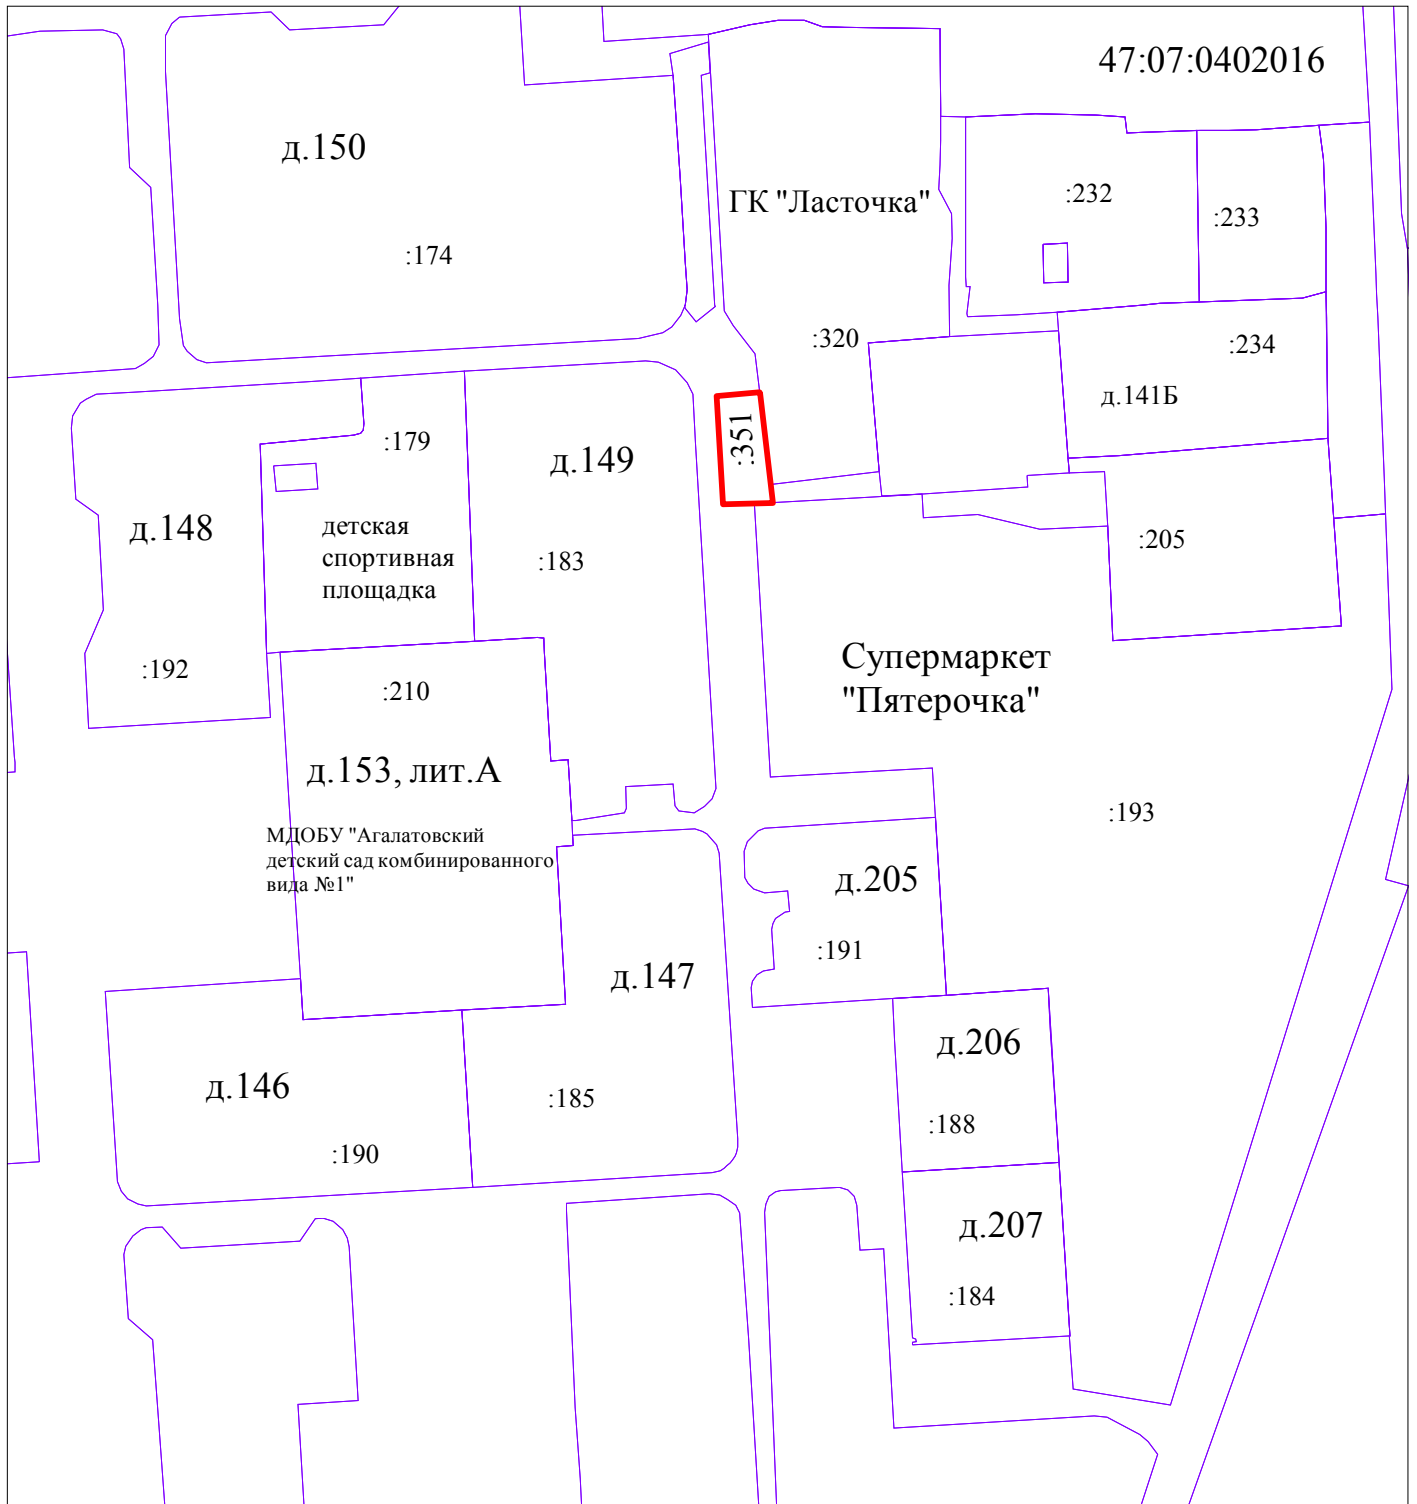 47:07:0402016
д.150
:174
ГК "Ласточка"
:232
:233
:320
:234
д.141Б
:351
:179
д.149
д.148
детская
спортивная
площадка
:183
:205
:192
:210
Супермаркет
"Пятерочка"
д.153, лит.А
:193
МДОБУ "Агалатовский
детский сад комбинированного
вида №1"
д.205
:191
д.147
д.206
д.146
:185
:188
:190
д.207
:184